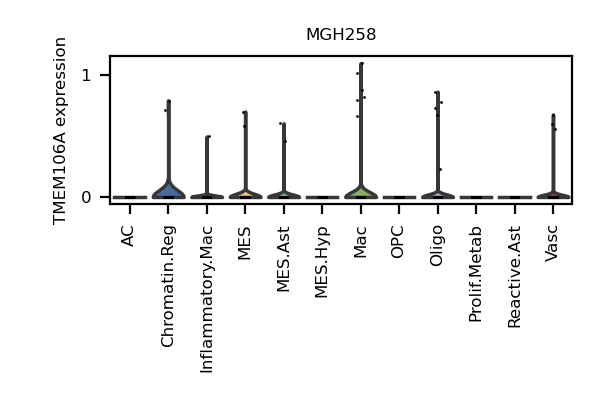 MGH258
TMEM106A expression
1
0
AC
Chromatin.Reg
Inflammatory.Mac
MES
MES.Ast
MES.Hyp
Mac
OPC
Oligo
Prolif.Metab
Reactive.Ast
Vasc